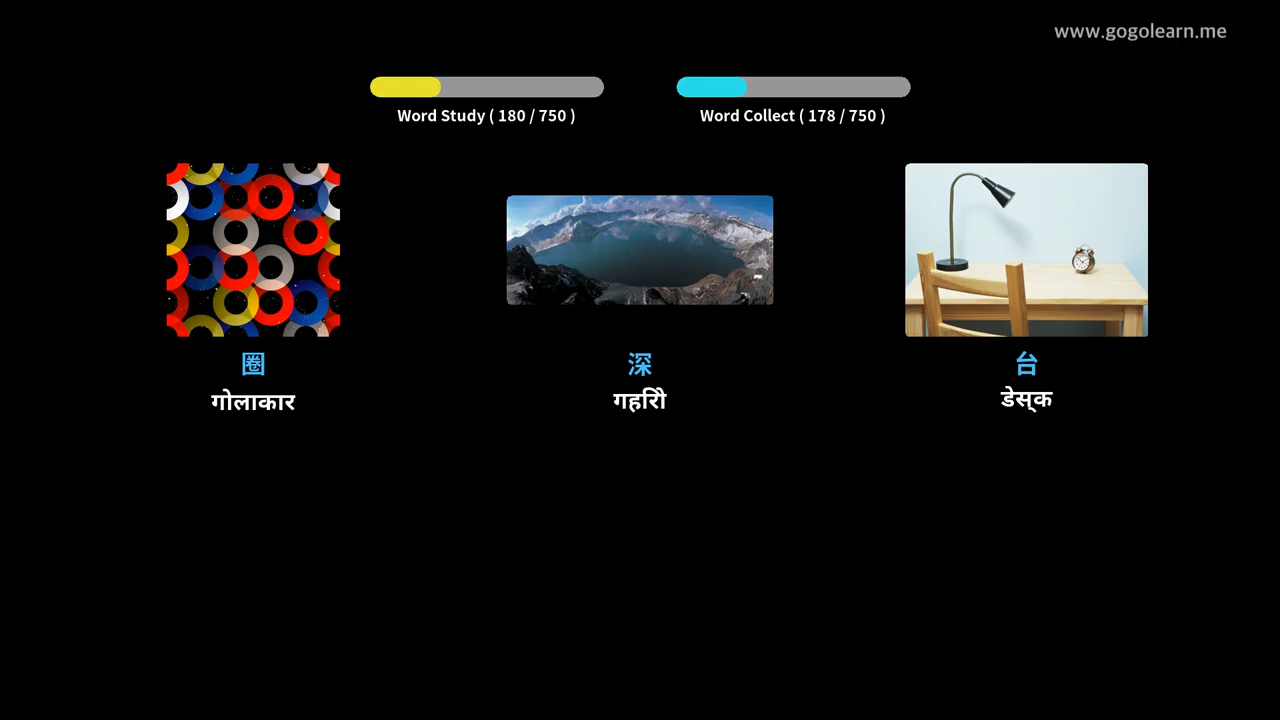 www.gogolearn.me
Word Study ( 180 / 750 )
Word Collect ( 178 / 750 )
圈
गोलाकार
深
गहरिो
台
डेस्क